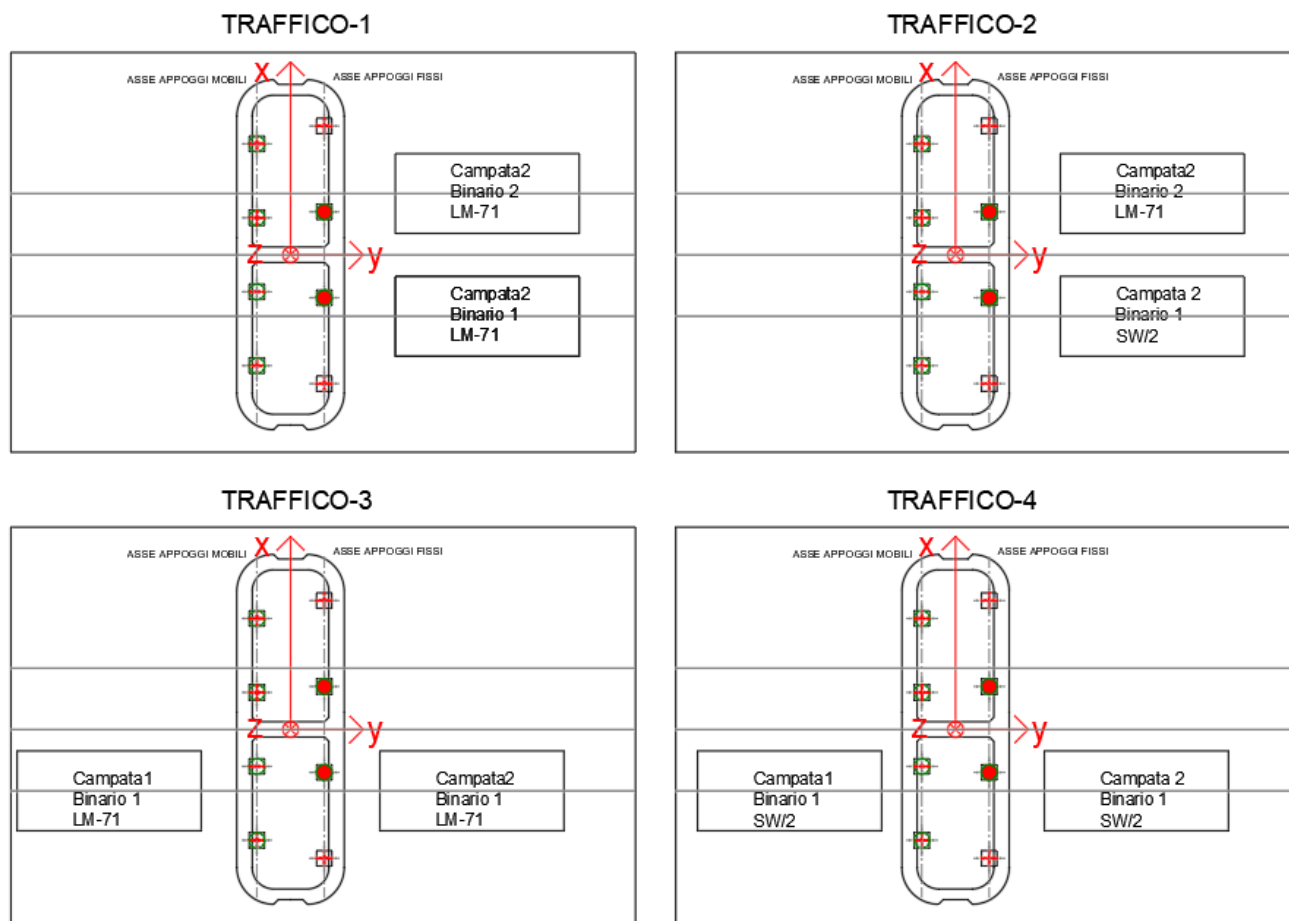 TRAFFICO-1
ASSE APPOGGI MOBILI
x
ASSE APPOGGI FISSI
Campata2
Binario 2
LM-71
z
y
Campata2
Binario 1
LM-71
TRAFFICO-2
ASSE APPOGGI MOBILI
x
ASSE APPOGGI FISSI
Campata2
Binario 2
LM-71
z
y
Campata 2
Binario 1
SW/2
TRAFFICO-3
ASSE APPOGGI MOBILI
x
ASSE APPOGGI FISSI
z
y
Campata1
Binario 1
LM-71
Campata2
Binario 1
LM-71
TRAFFICO-4
ASSE APPOGGI MOBILI
x
ASSE APPOGGI FISSI
z
y
Campata1
Binario 1
SW/2
Campata 2
Binario 1
SW/2